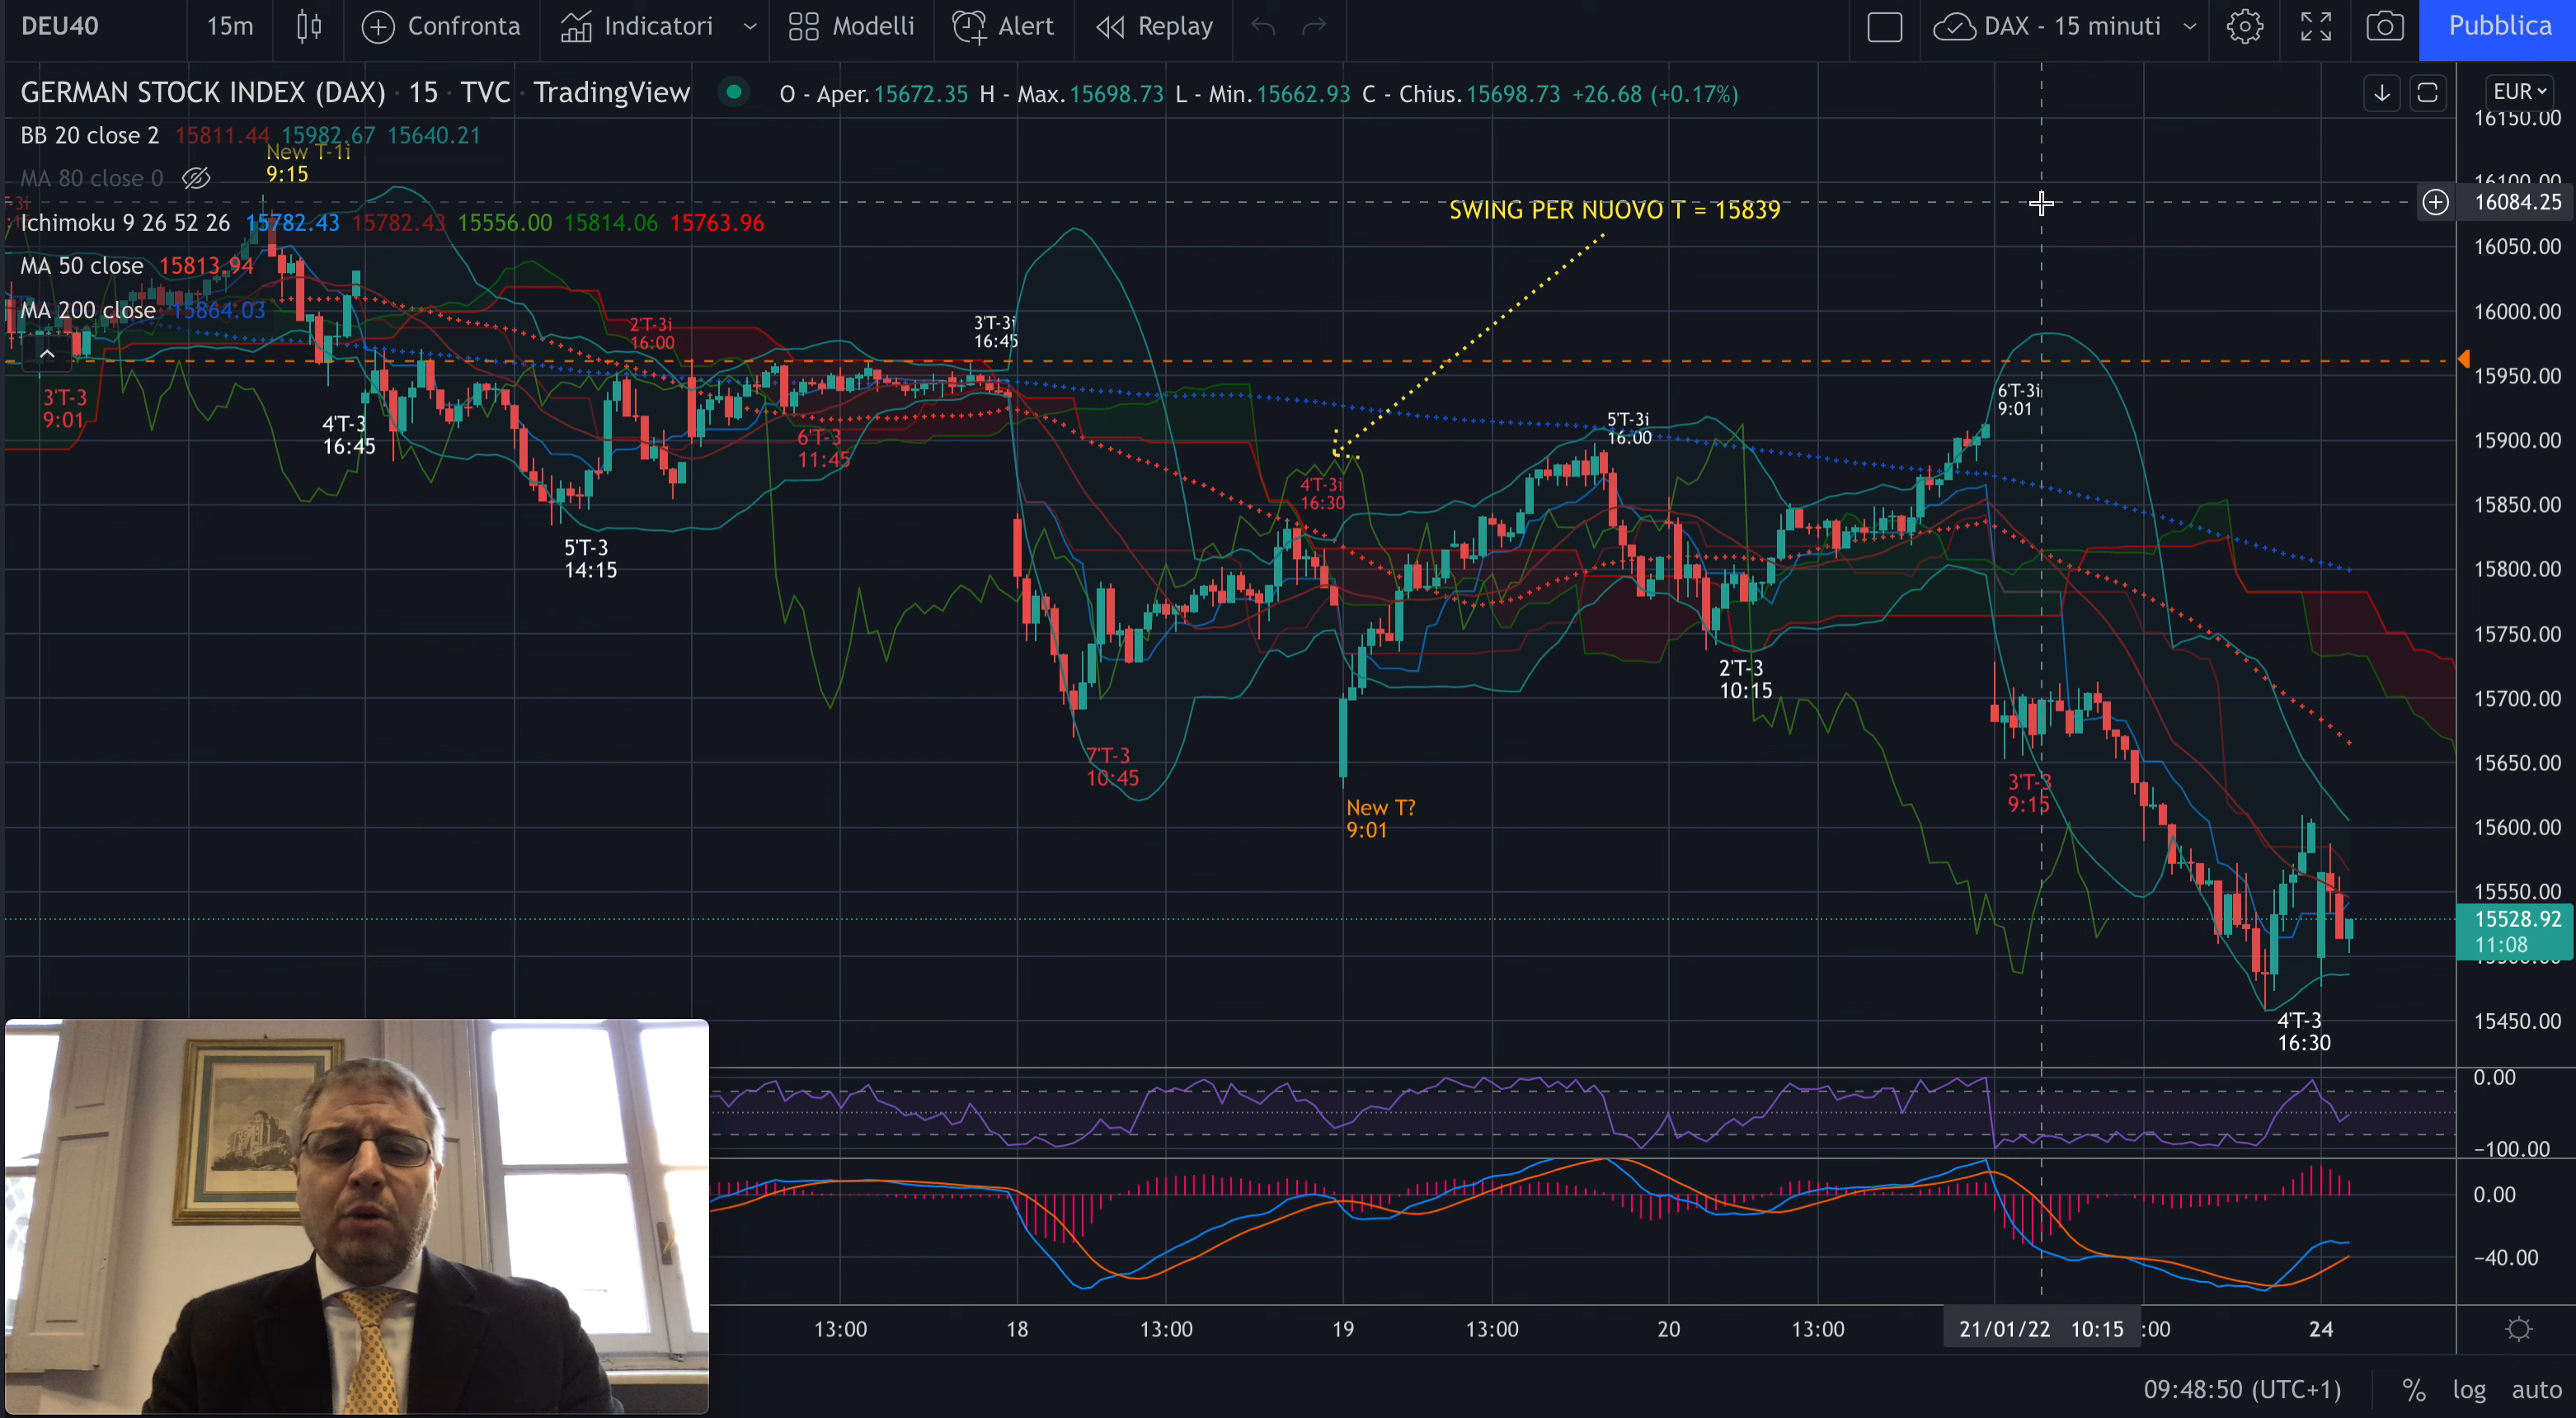 DEU40 15m Confronta Indicatori Modelli Alert Replay DAX - 15 minuti Pubblica
GERMAN STOCK INDEX (DAX) · 15 · TVC TradingView O - Aper.15672.35 H - Max.15698.73 L - Min.15662.93 C - Chius.15698.73 +26.68 (+0.17%)
EUR
BB 20 close 2 15811.44 15982.67 15640.21
New T-1i
9:15
MA 80 close 0
Ichimoku 9 26 52 26 15782.43 15782.43 15556.00 15814.06 15763.96
MA 50 close 15813.94
MA 200 close 15864.03
SWING PER NUOVO T = 15839
3'T-3
9:01
4'T-3
16:45
5'T-3
14:15
2'T-3i
16:00
6'T-3
11:45
3'T-3i
16:45
7'T-3
10:45
4'T-3i
16:30
New T?
9:01
5'T-3i
16:00
2'T-3
10:15
6'T-3i
9:01
3'T-3
9:15
4'T-3
16:30
16150.00
16100.00
16084.25
16050.00
16000.00
15950.00
15900.00
15850.00
15800.00
15750.00
15700.00
15650.00
15600.00
15550.00
15528.92
11:08
15500.00
15450.00
0.00
-100.00
0.00
-40.00
13:00 18 13:00 19 13:00 20 13:00 21/01/22 10:15 :00 24
09:48:50 (UTC+1) % log auto